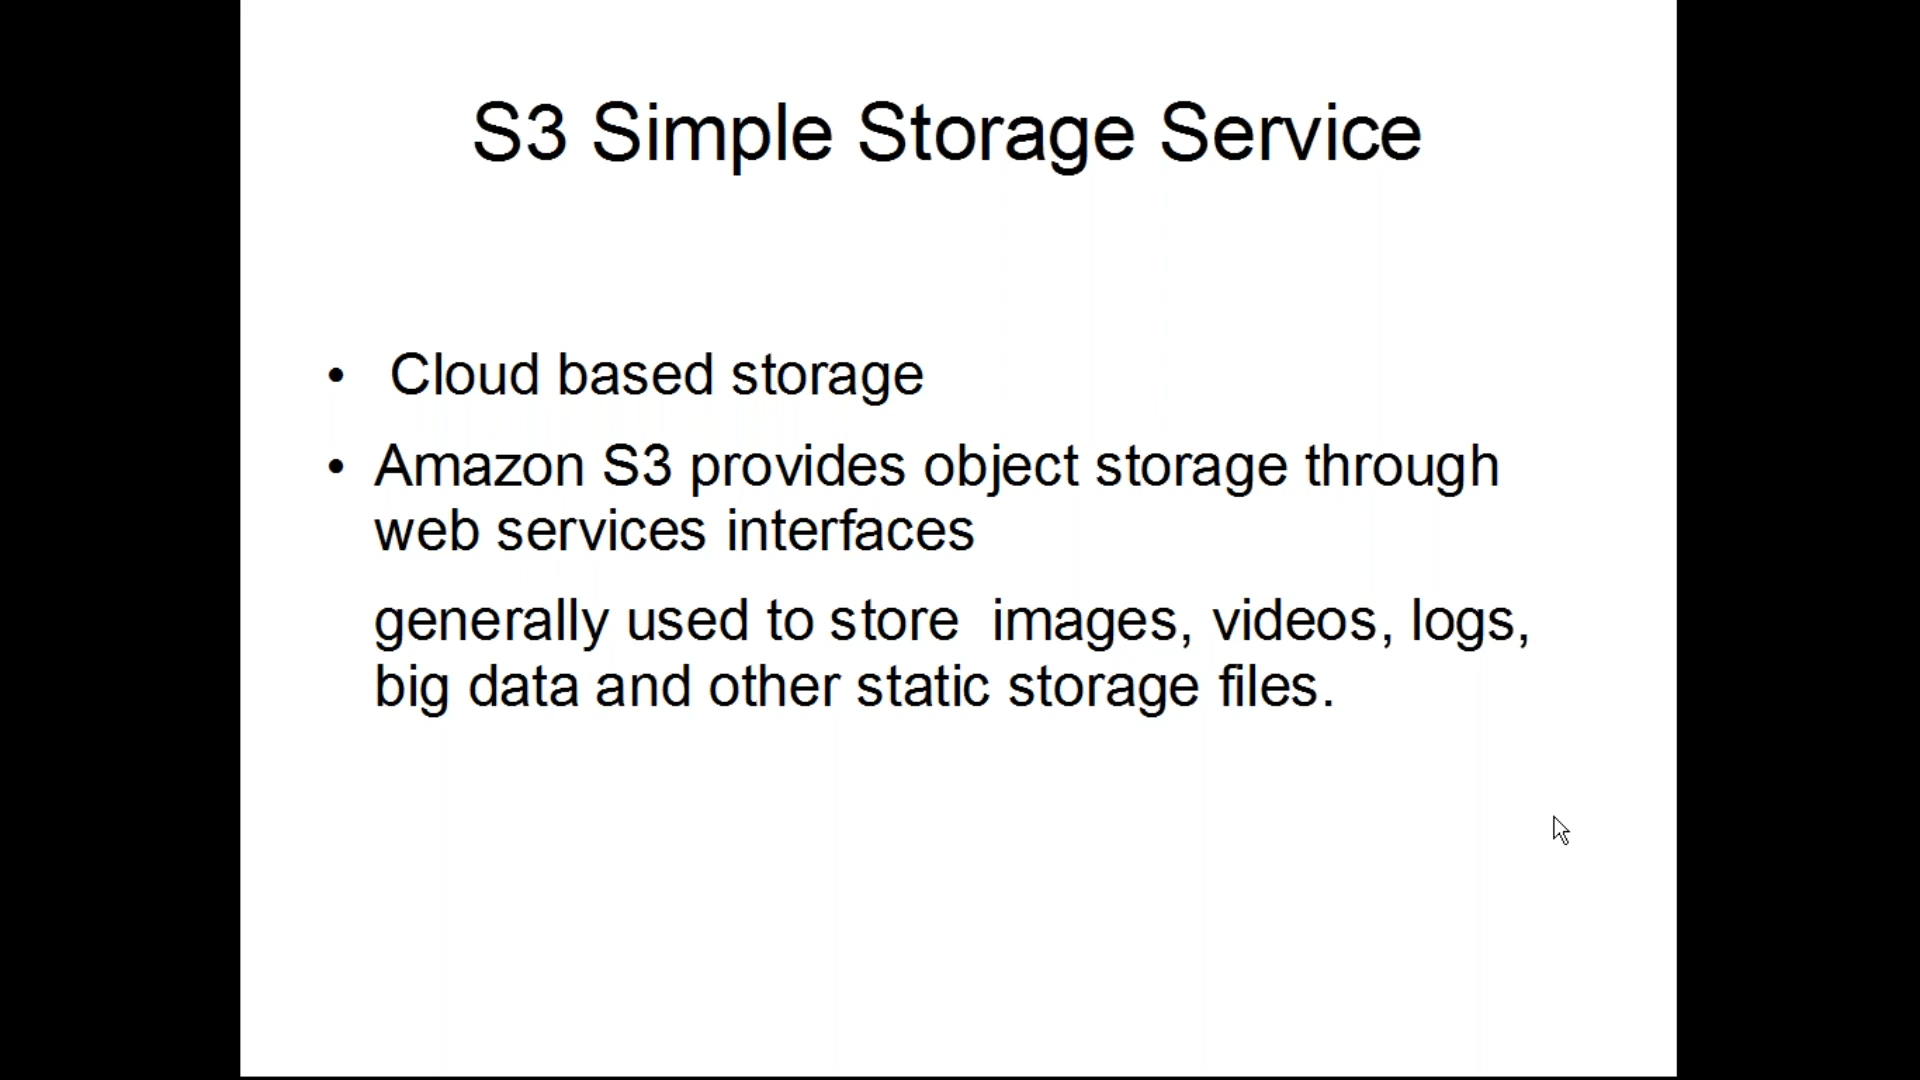 S3 Simple Storage Service
• Cloud based storage
• Amazon S3 provides object storage through
web services interfaces
generally used to store  images, videos, logs,
big data and other static storage files.